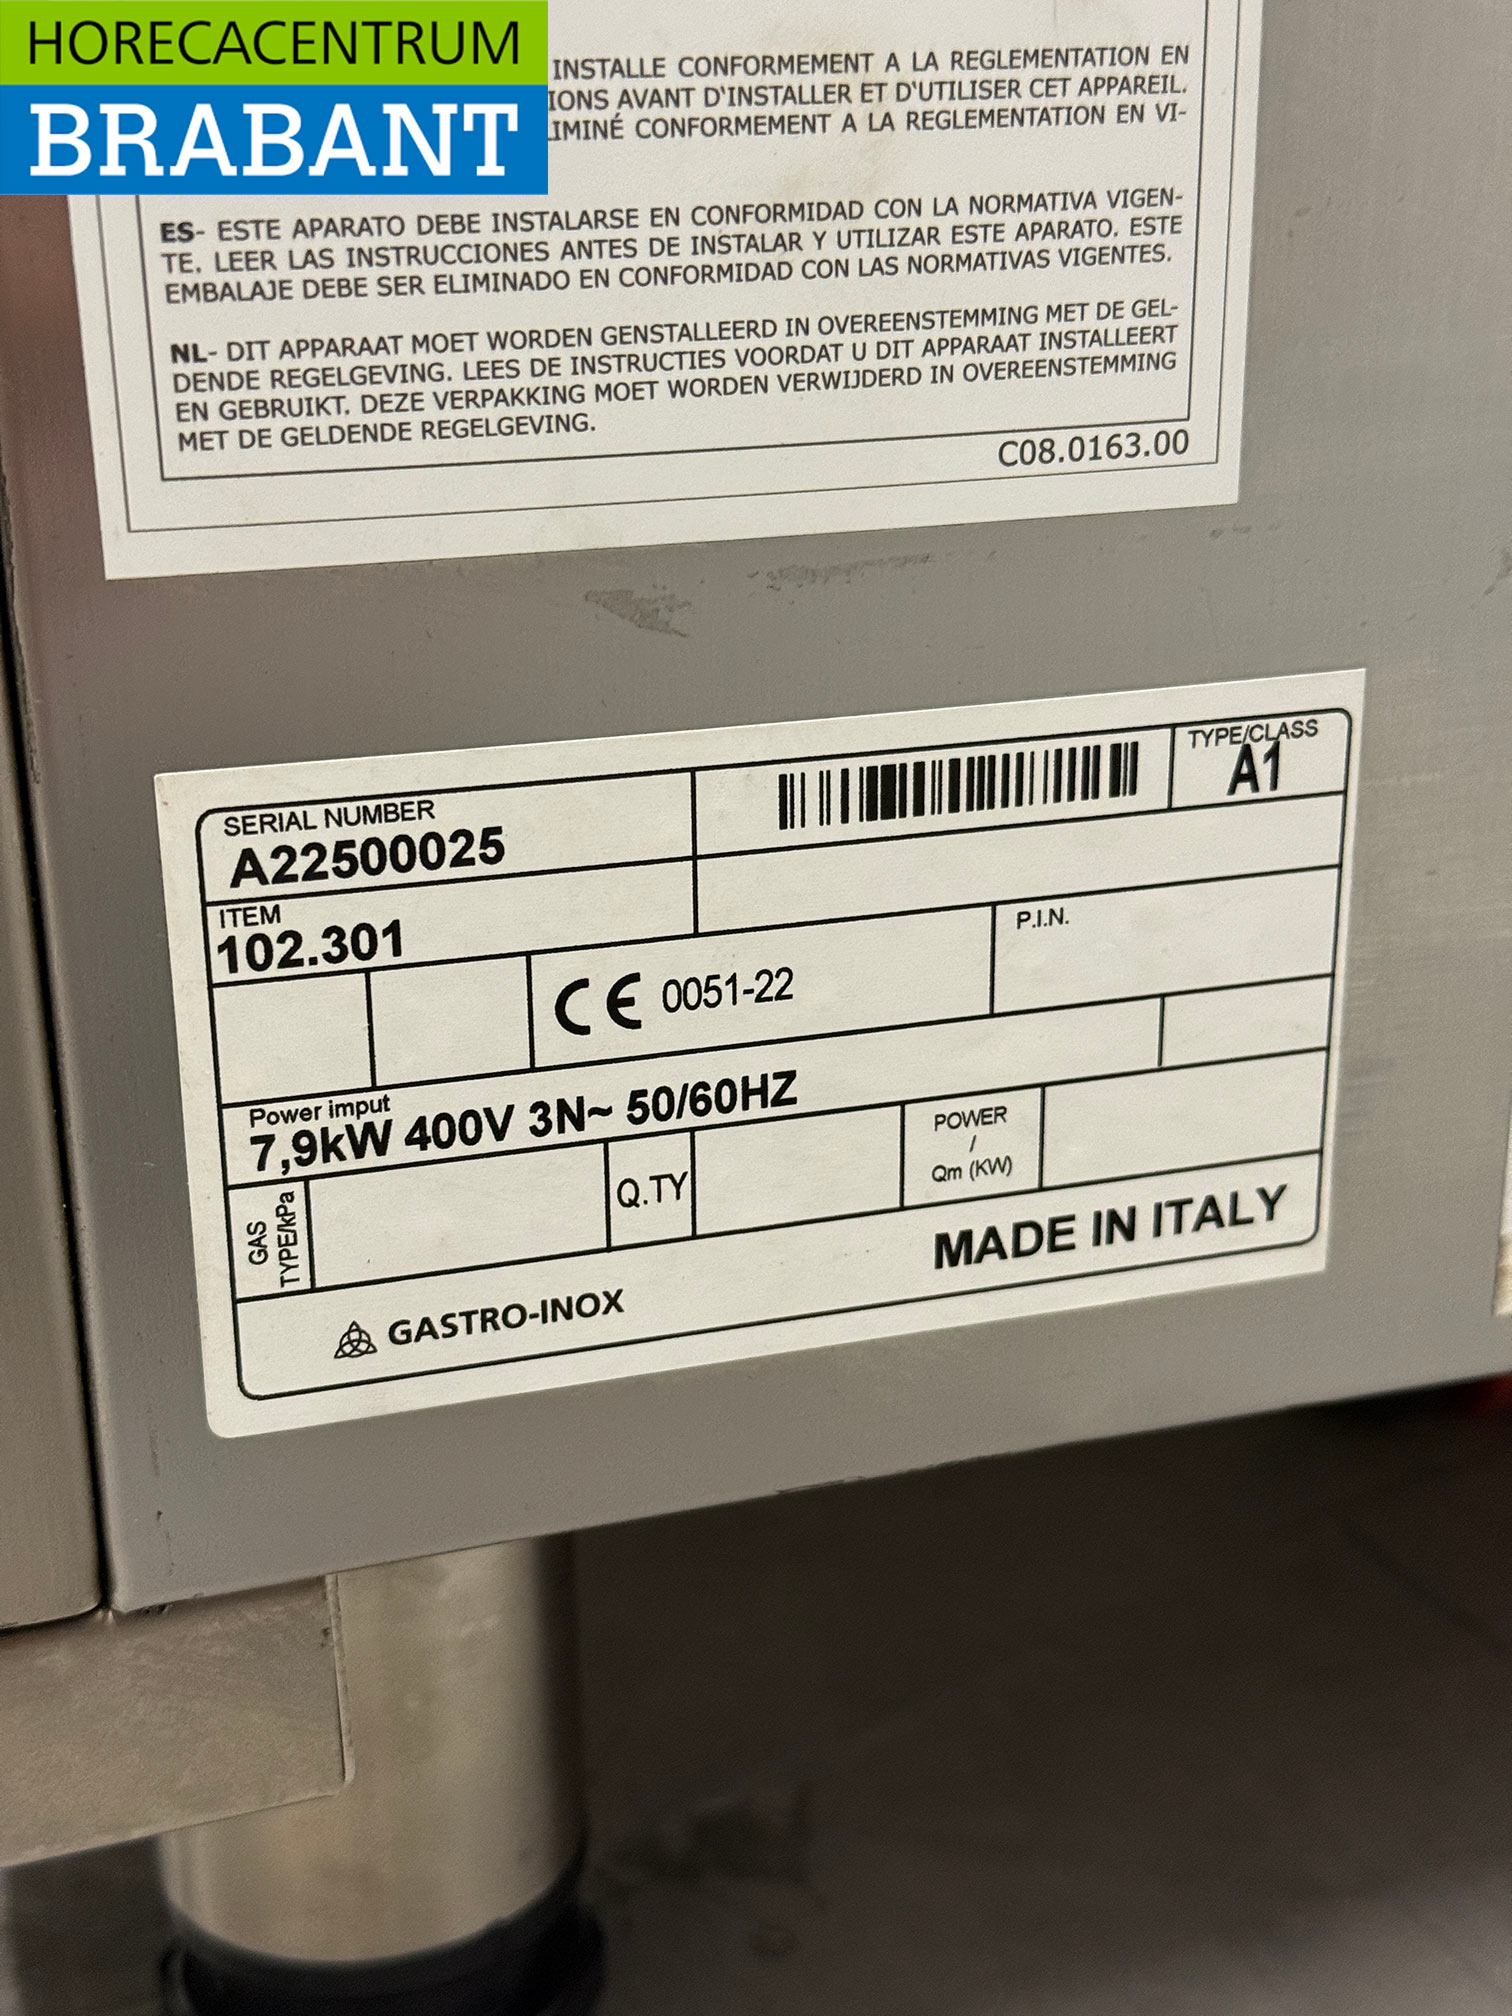 HORECACENTRUM
BRABANT
INSTALLE CONFORMEMENT A LA REGLEMENTATION EN
IONS AVANT D'INSTALLER ET D'UTILISER CET APPAREIL.
IMINÉ CONFORMEMENT A LA REGLEMENTATION EN VI-
ES- ESTE APARATO DEBE INSTALARSE EN CONFORMIDAD CON LA NORMATIVA VIGEN-
TE. LEER LAS INSTRUCCIONES ANTES DE INSTALAR Y UTILIZAR ESTE APARATO. ESTE
EMBALAJE DEBE SER ELIMINADO EN CONFORMIDAD CON LAS NORMATIVAS VIGENTES.
NL- DIT APPARAAT MOET WORDEN GENSTALLEERD IN OVEREENSTEMMING MET DE GEL-
DENDE REGELGEVING. LEES DE INSTRUCTIES VOORDAT U DIT APPARAAT INSTALLEERT
EN GEBRUIKT. DEZE VERPAKKING MOET WORDEN VERWIJDERD IN OVEREENSTEMMING
MET DE GELDENDE REGELGEVING.
C08.0163.00
SERIAL NUMBER
A22500025
TYPE/CLASS
A1
ITEM
102.301
CE 0051-22
P.I.N.
Power imput
7,9kW 400V 3N~ 50/60HZ
GAS
TYPE/kPa
Q.TY
POWER
/
Qm (KW)
MADE IN ITALY
GASTRO-INOX